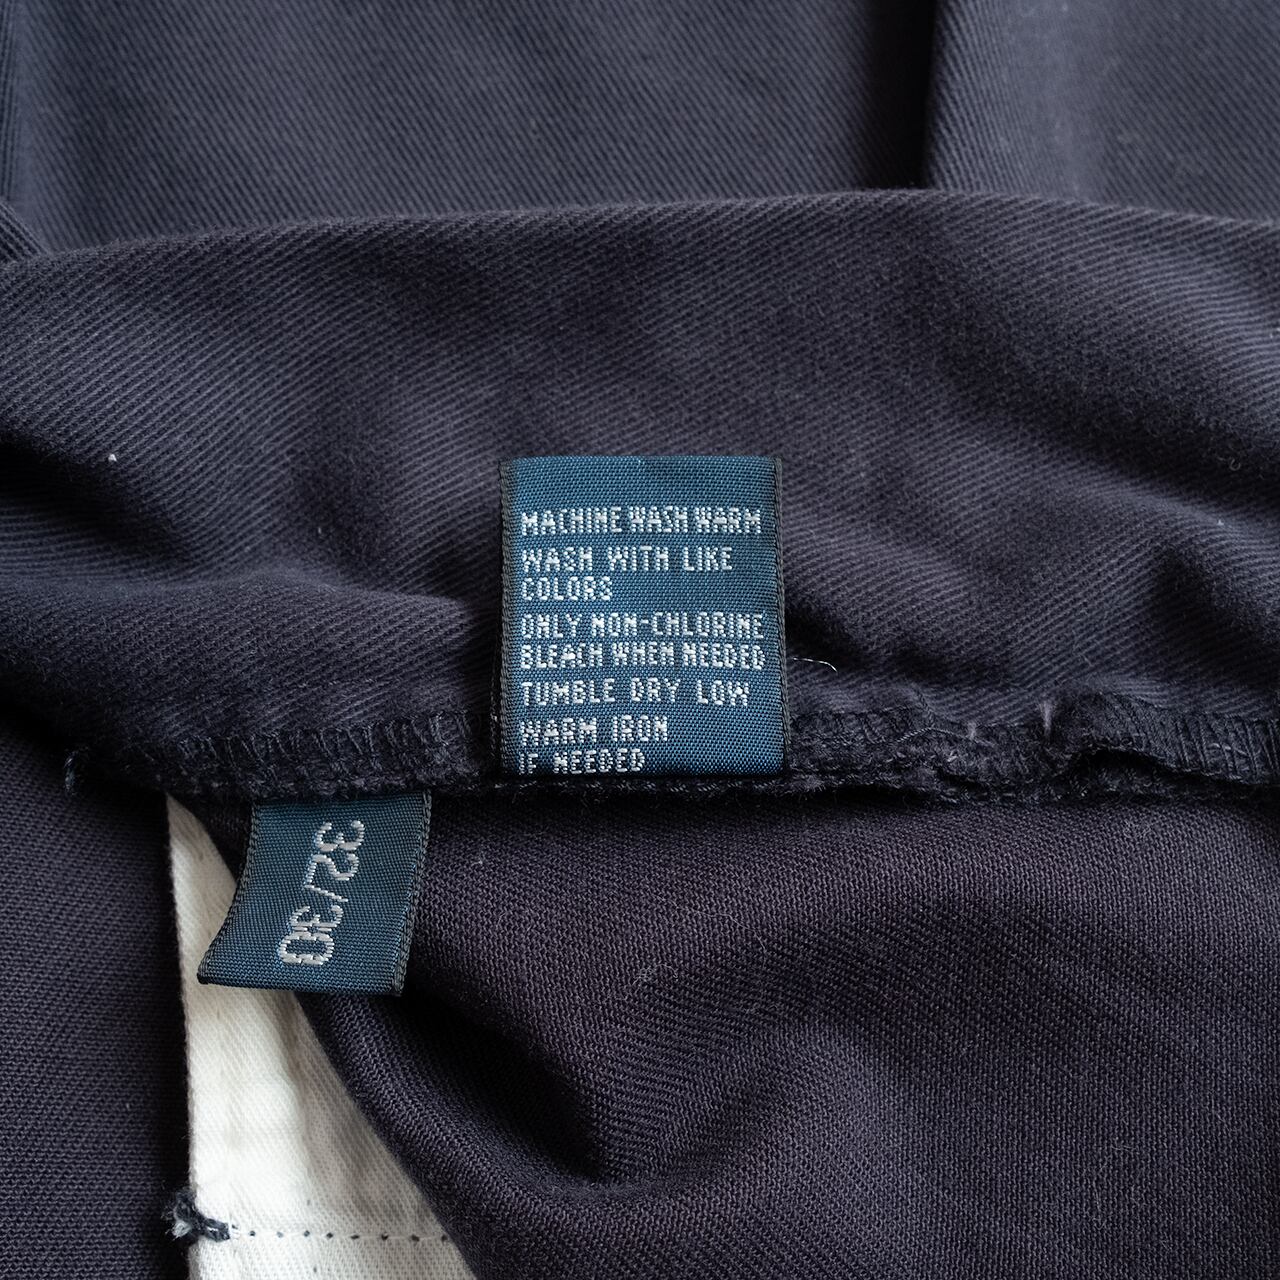 MACHINE WASH WARM
WASH WITH LIKE
COLORS
ONLY NON-CHLORINE
BLEACH WHEN NEEDED
TUMBLE DRY LOW
WARM IRON
IF NEEDED
32/30